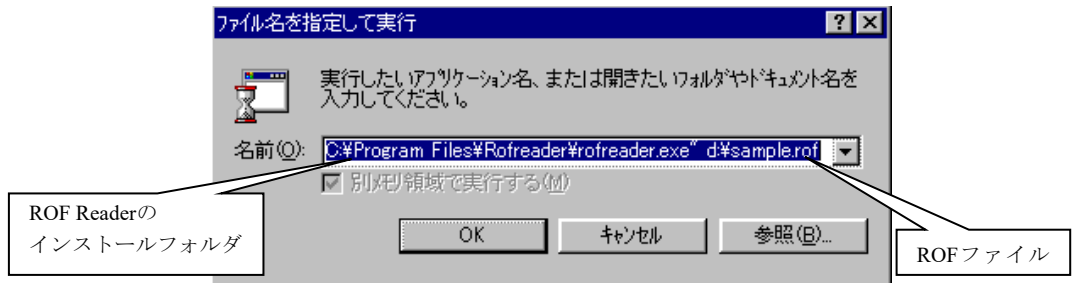 ファイル名を指定して実行
実行したいアプリケーション名、または開きたいフォルダやドキュメント名を
入力してください。
名前(O):
C:¥Program Files¥Rofreader¥rofreader.exe" d:¥sample.rof
別メモリ領域で実行する(M)
ROF Readerの
インストールフォルダ
OK
キャンセル
参照(B)...
ROFファイル